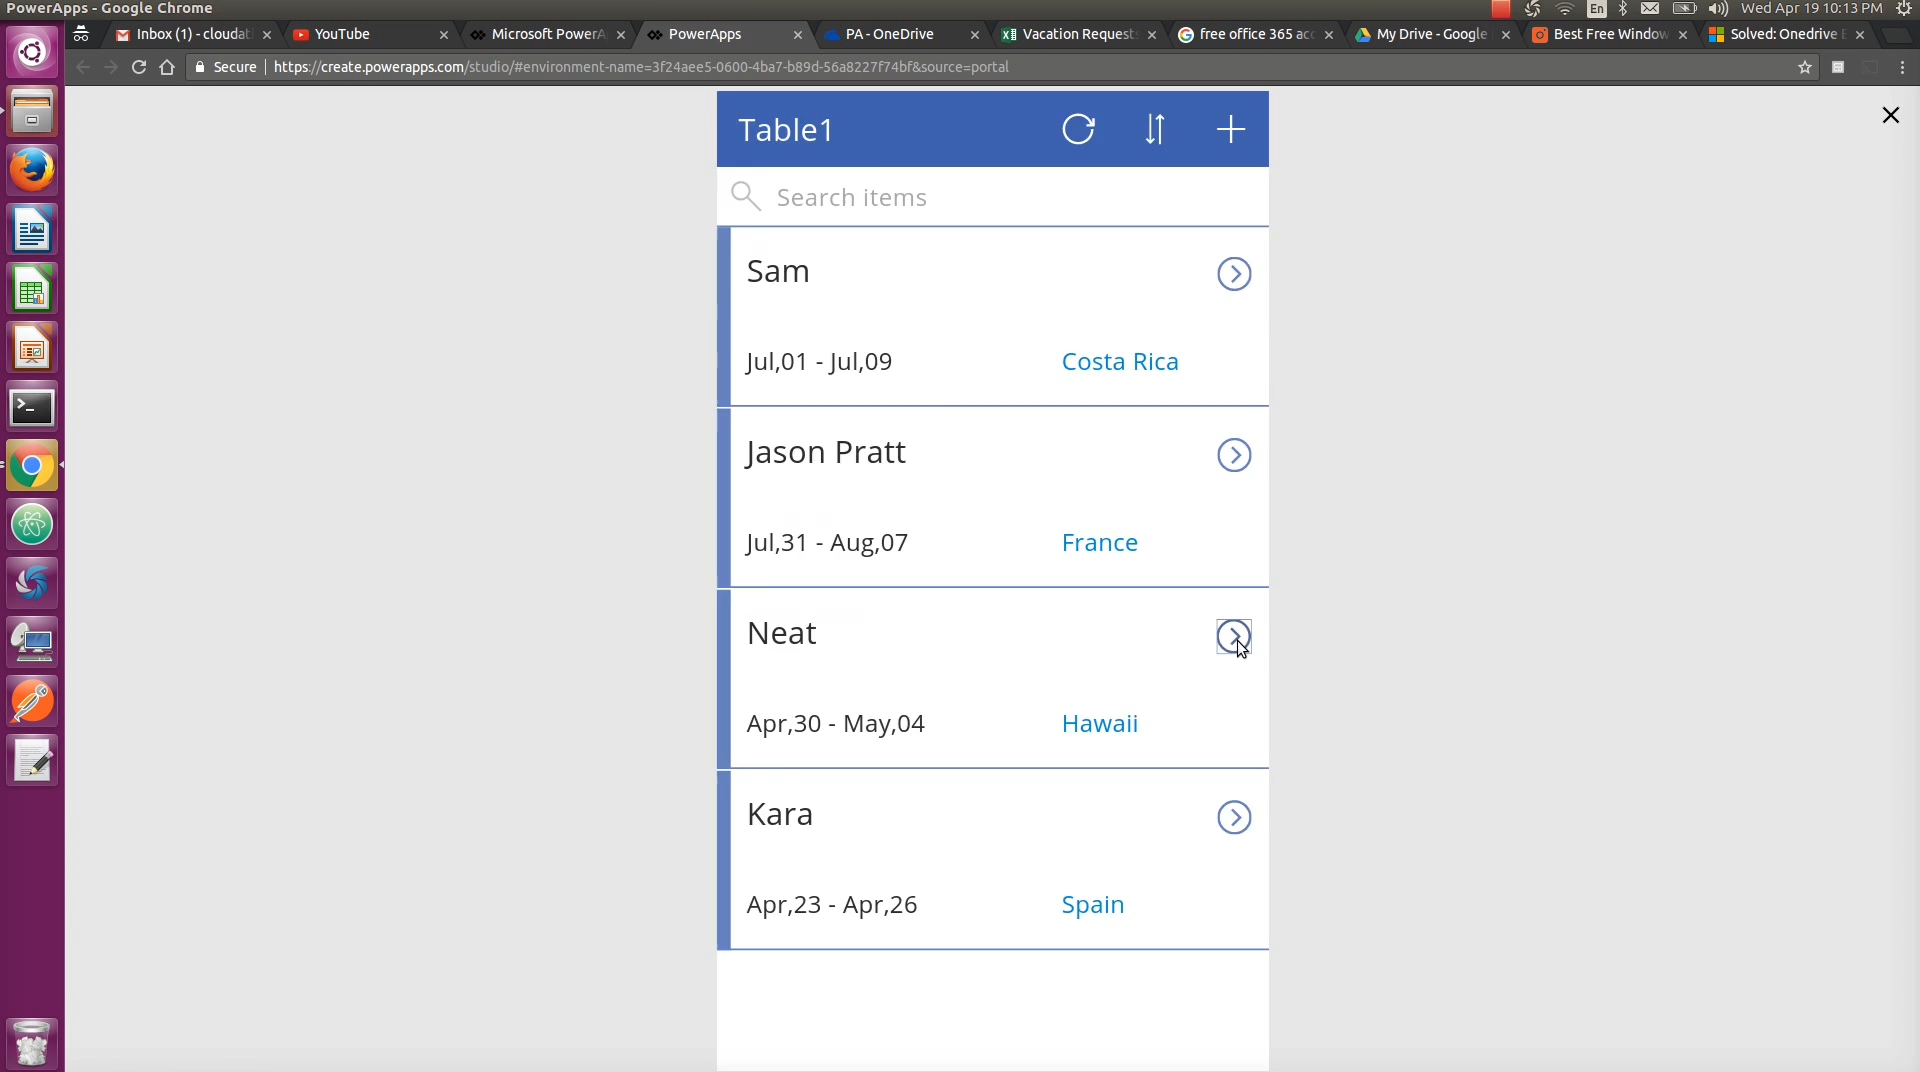 PowerApps - Google Chrome
En
Wed Apr 19 10:13 PM
Inbox (1) - cloudat
YouTube
Microsoft PowerA
PowerApps
PA - OneDrive
Vacation Requests
free office 365 acc
My Drive - Google
Best Free Window
Solved: Onedrive E
Secure
https://create.powerapps.com/studio/#environment-name=3f24aee5-0600-4ba7-b89d-56a8227f74bf&source=portal
Table1
Search items
Sam
Jul,01 - Jul,09
Costa Rica
Jason Pratt
Jul,31 - Aug,07
France
Neat
Apr,30 - May,04
Hawaii
Kara
Apr,23 - Apr,26
Spain